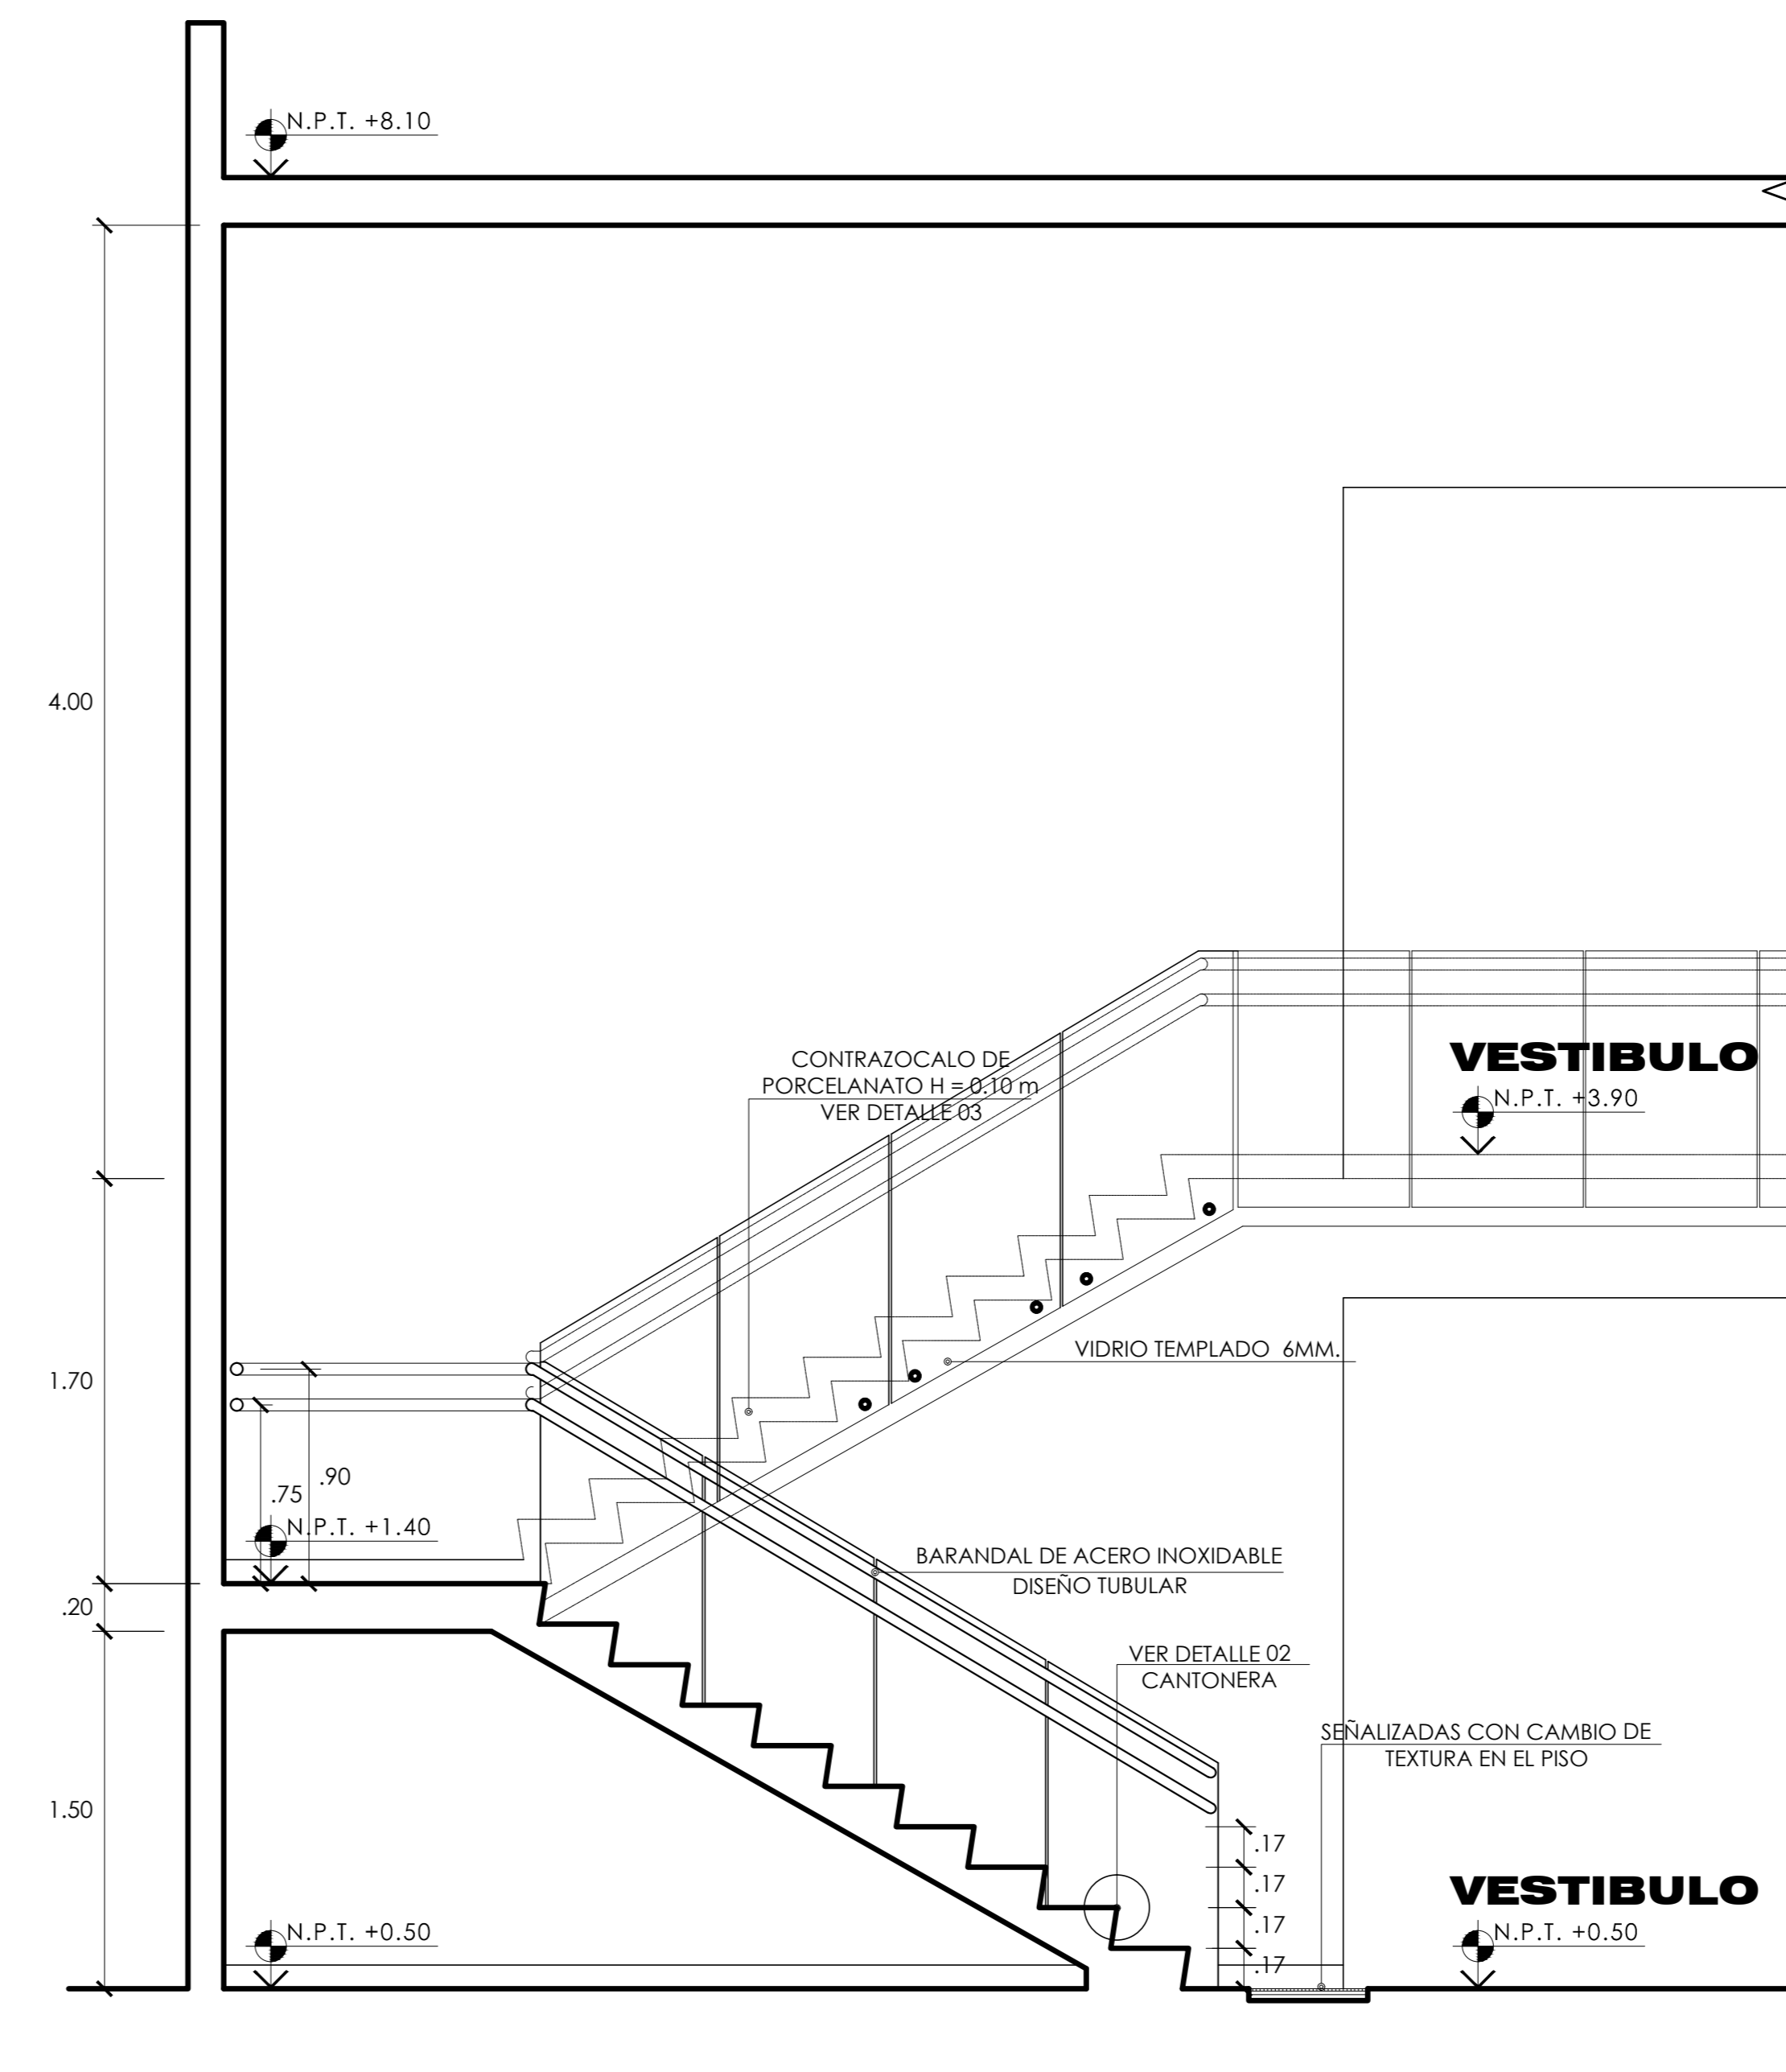 N.P.T. +8.10
4.00
CONTRAZOCALO DE
PORCELANATO H = 0.10 m
VER DETALLE 03
VESTIBULO
N.P.T. +3.90
VIDRIO TEMPLADO 6MM.
1.70
.90
.75
N.P.T. +1.40
BARANDAL DE ACERO INOXIDABLE
DISEÑO TUBULAR
.20
VER DETALLE 02
CANTONERA
SEÑALIZADAS CON CAMBIO DE
TEXTURA EN EL PISO
1.50
.17
.17
.17
.17
VESTIBULO
N.P.T. +0.50
N.P.T. +0.50